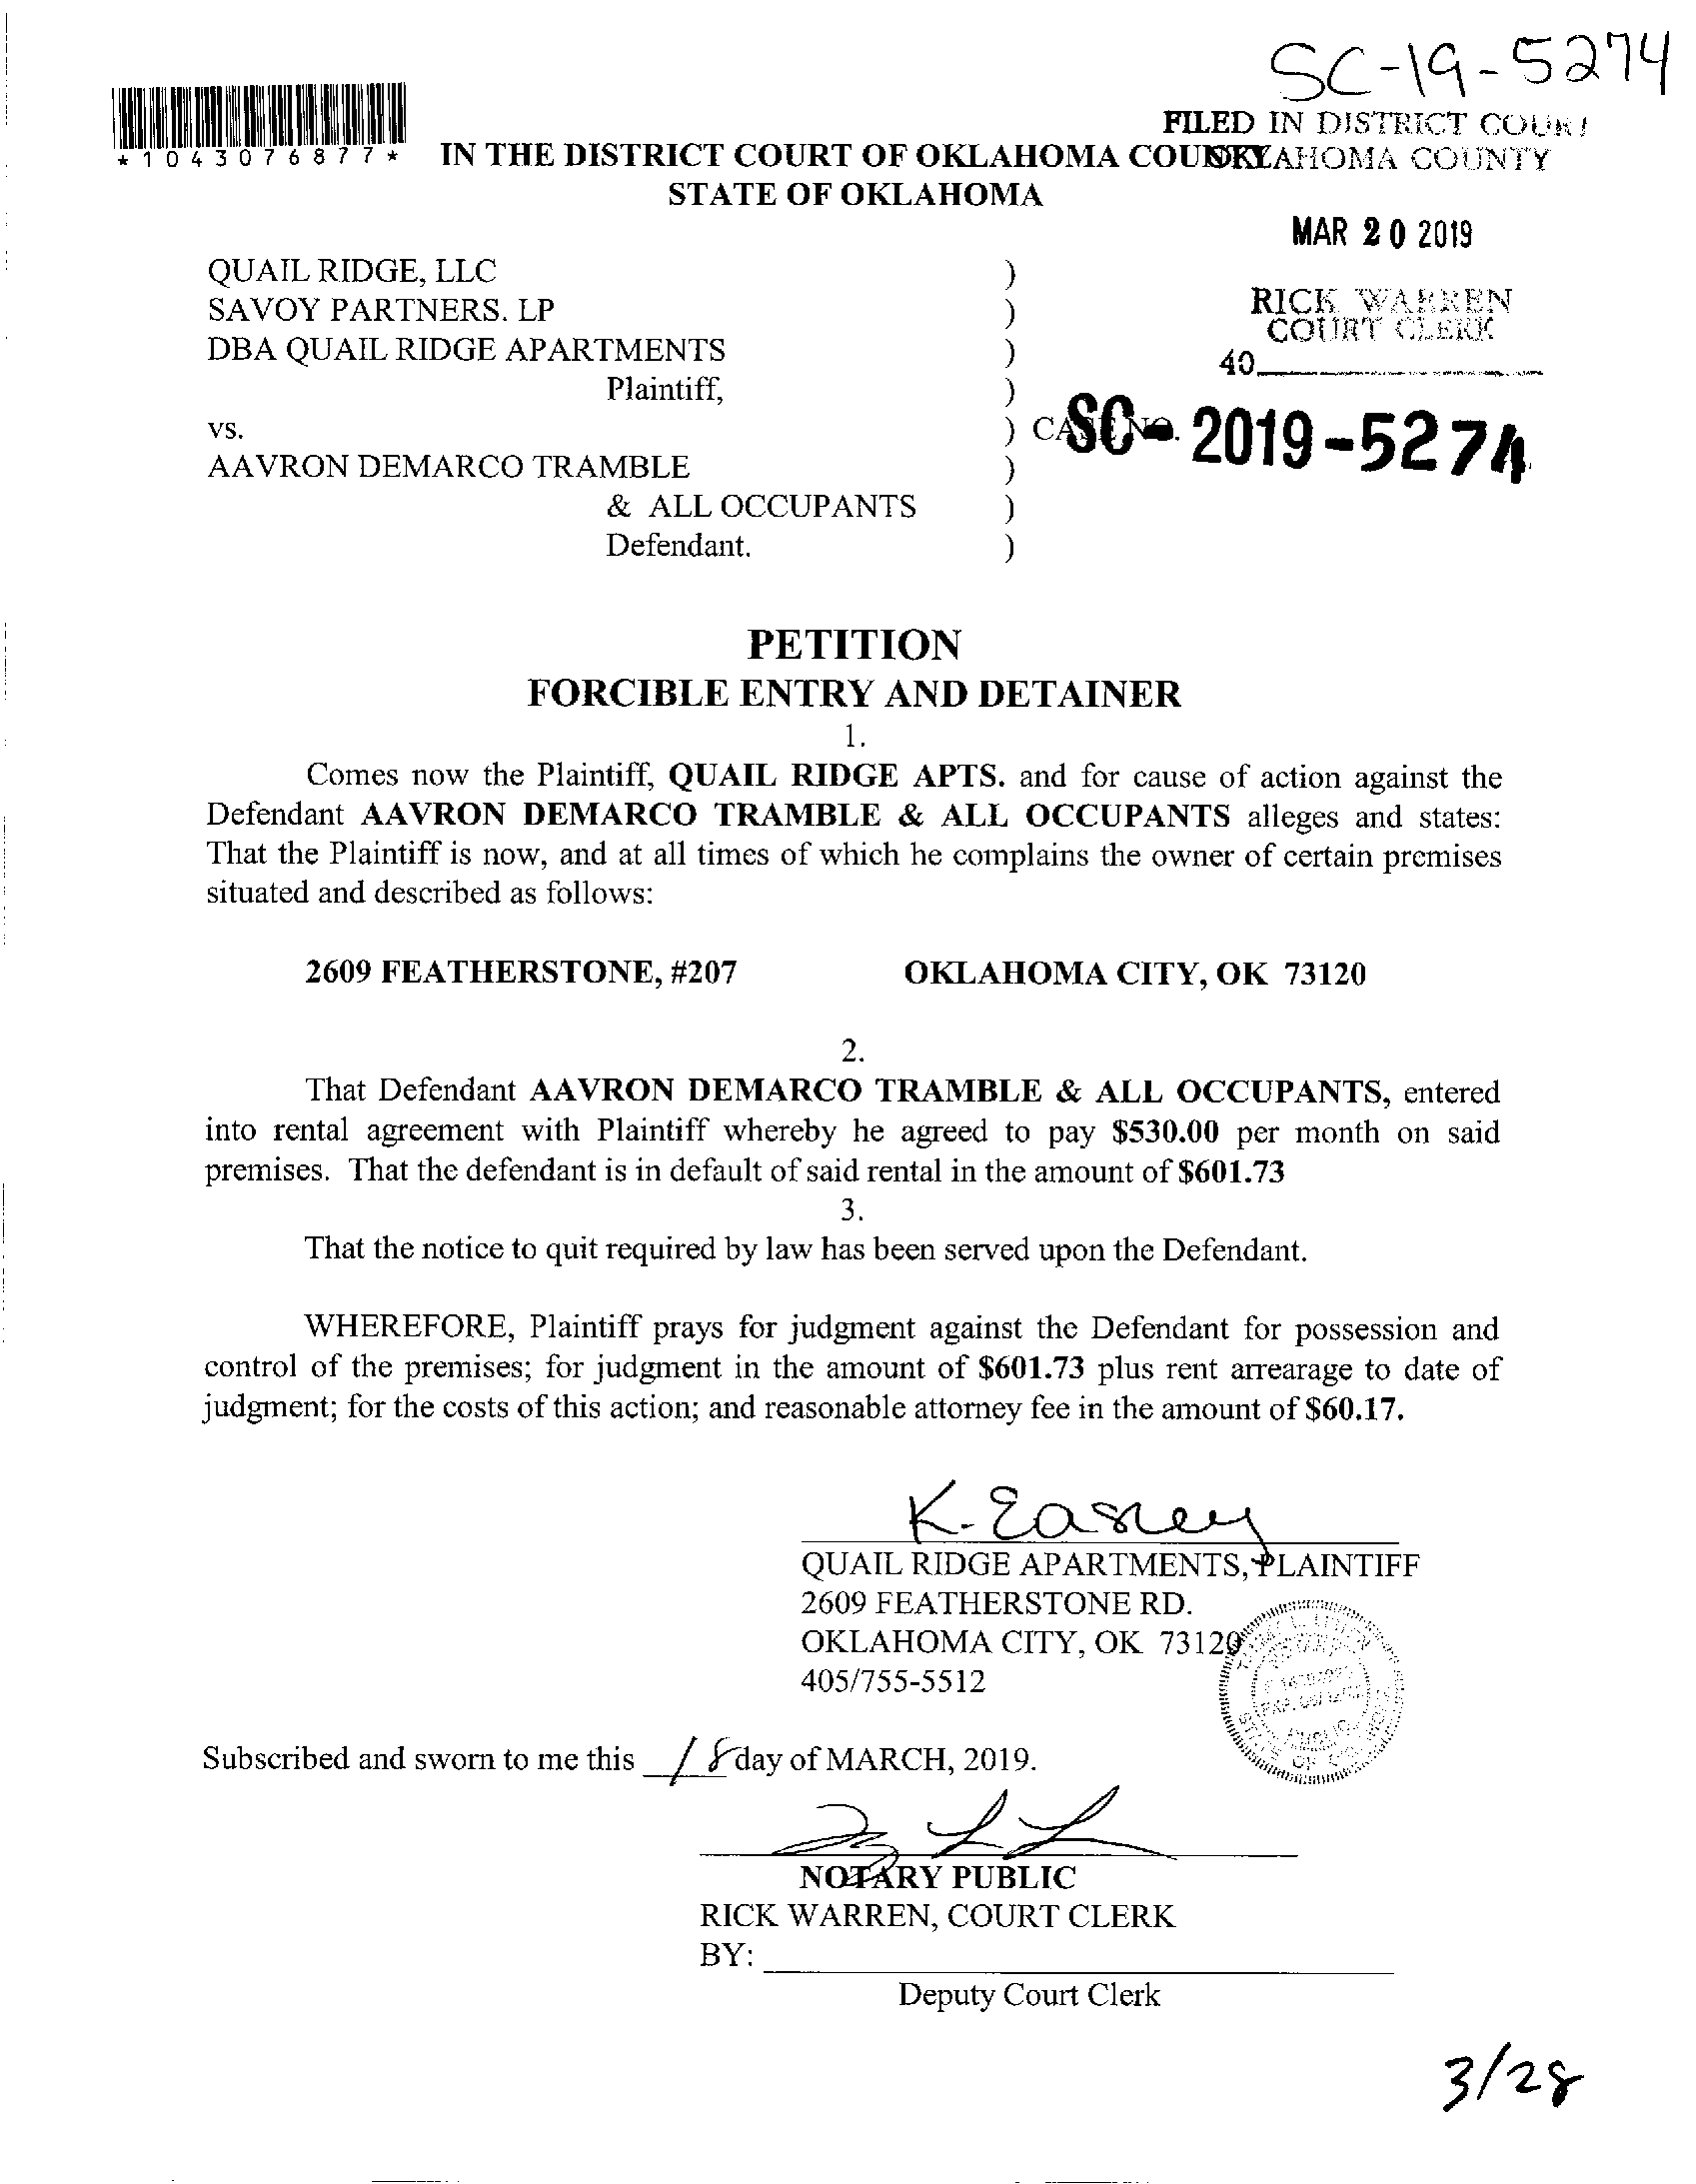 SC-19-5274
FILED IN DISTRICT COURT
OKLAHOMA COUNTY
*1043076877*
IN THE DISTRICT COURT OF OKLAHOMA COUNTY
STATE OF OKLAHOMA
MAR 20 2019
RICK WARREN
COURT CLERK
40
QUAIL RIDGE, LLC )
SAVOY PARTNERS. LP )
DBA QUAIL RIDGE APARTMENTS )
Plaintiff, )
vs. ) CASE NO. SC-2019-5274
AAVRON DEMARCO TRAMBLE )
& ALL OCCUPANTS )
Defendant. )
PETITION
FORCIBLE ENTRY AND DETAINER
1.
Comes now the Plaintiff, QUAIL RIDGE APTS. and for cause of action against the
Defendant AAVRON DEMARCO TRAMBLE & ALL OCCUPANTS alleges and states:
That the Plaintiff is now, and at all times of which he complains the owner of certain premises
situated and described as follows:
2609 FEATHERSTONE, #207 OKLAHOMA CITY, OK 73120
2.
That Defendant AAVRON DEMARCO TRAMBLE & ALL OCCUPANTS, entered
into rental agreement with Plaintiff whereby he agreed to pay $530.00 per month on said
premises. That the defendant is in default of said rental in the amount of $601.73
3.
That the notice to quit required by law has been served upon the Defendant.
WHEREFORE, Plaintiff prays for judgment against the Defendant for possession and
control of the premises; for judgment in the amount of $601.73 plus rent arrearage to date of
judgment; for the costs of this action; and reasonable attorney fee in the amount of $60.17.
K. Easley
QUAIL RIDGE APARTMENTS, PLAINTIFF
2609 FEATHERSTONE RD.
OKLAHOMA CITY, OK 73120
405/755-5512
Subscribed and sworn to me this 18 day of MARCH, 2019.
NOTARY PUBLIC
RICK WARREN, COURT CLERK
BY:
Deputy Court Clerk
3/28